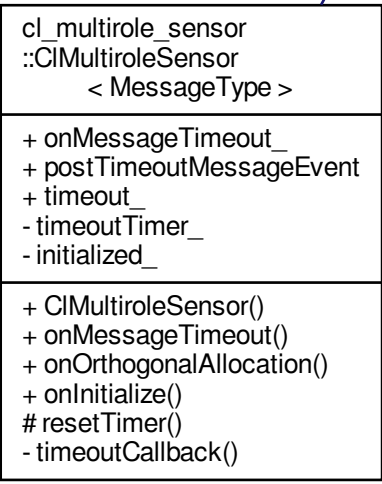 cl_multirole_sensor
::ClMultiroleSensor
< MessageType >
+ onMessageTimeout_
+ postTimeoutMessageEvent
+ timeout_
- timeoutTimer_
- initialized_
+ ClMultiroleSensor()
+ onMessageTimeout()
+ onOrthogonalAllocation()
+ onInitialize()
# resetTimer()
- timeoutCallback()